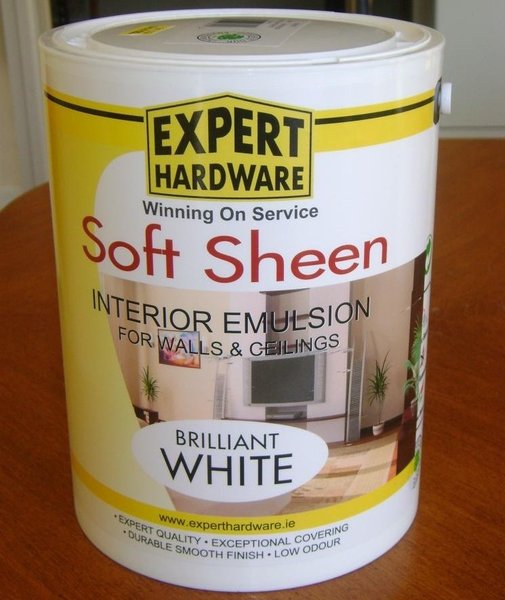 EXPERT
HARDWARE
Winning On Service
Soft Sheen
INTERIOR EMULSION
FOR WALLS & CEILINGS
BRILLIANT
WHITE
www.experthardware.ie
• EXPERT QUALITY • EXCEPTIONAL COVERING
• DURABLE SMOOTH FINISH • LOW ODOUR